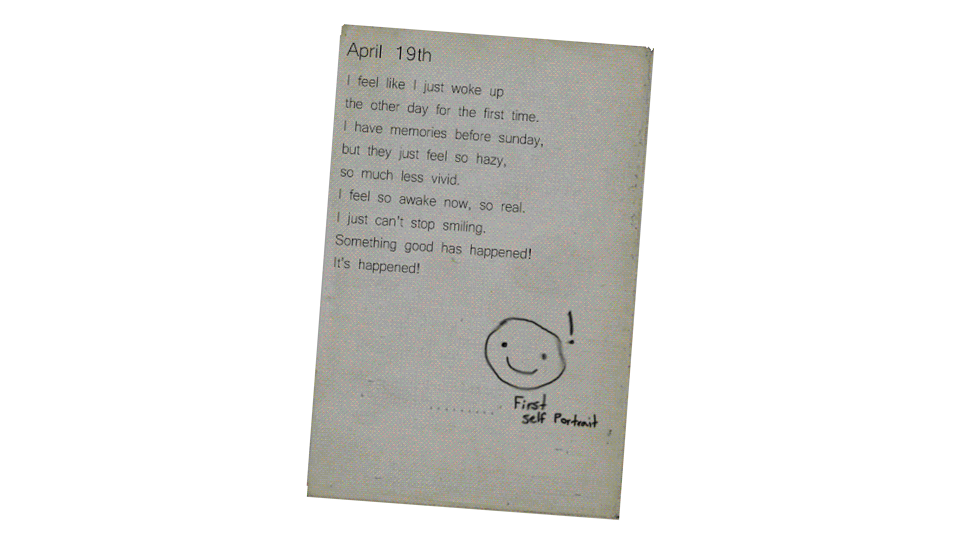 April 19th
I feel like I just woke up
the other day for the first time.
I have memories before sunday,
but they just feel so hazy,
so much less vivid.
I feel so awake now, so real.
I just can't stop smiling.
Something good has happened!
It's happened!
!
First
self Portrait